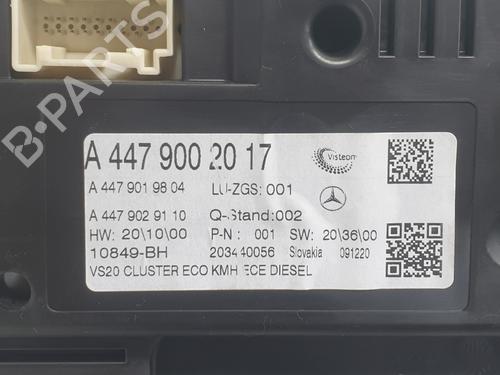 A 447 900 20 17
Visteon
A 447 901 98 04 LU-ZGS: 001
A 447 902 91 10 Q-Stand: 002
HW: 20\10\00 P-N : 001 SW: 20\36\00
10849-BH 203440056 Slovakia 091220
VS20 CLUSTER ECO KMH ECE DIESEL
B-PARTS